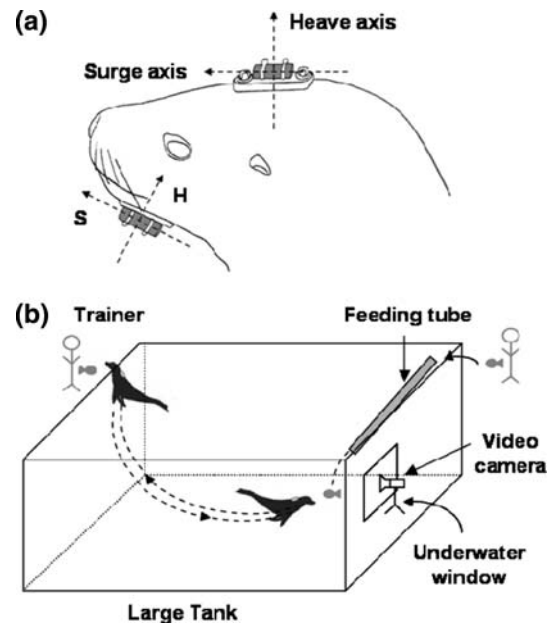 (a)
Heave axis
Surge axis
H
S
(b)
Trainer
Feeding tube
Video
camera
Underwater
window
Large Tank